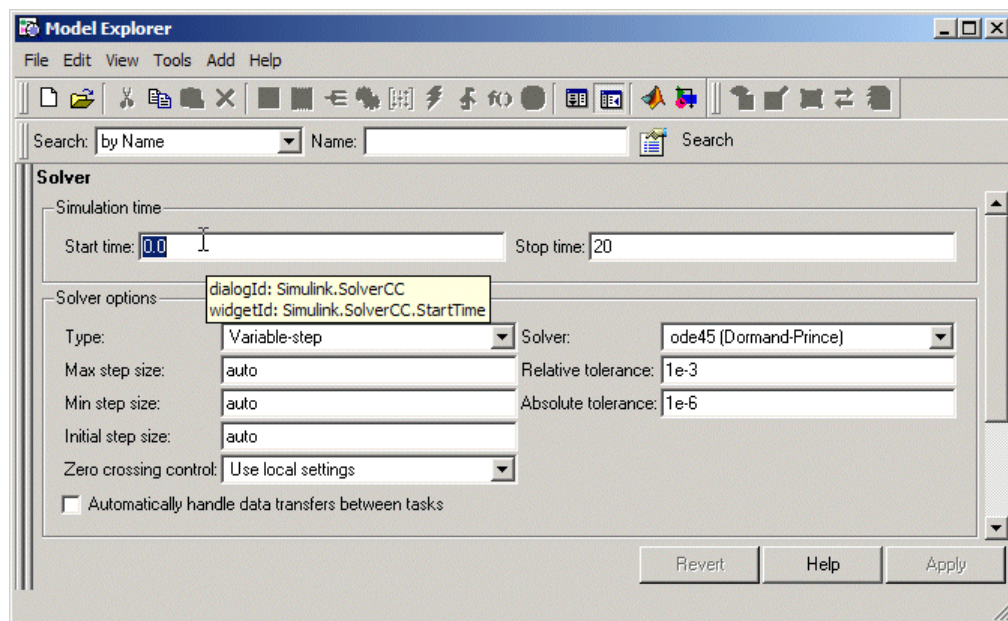 Model Explorer
File Edit View Tools Add Help
Search: by Name Name: Search
Solver
Simulation time
Start time: 0.0 Stop time: 20
dialogId: Simulink.SolverCC
widgetId: Simulink.SolverCC.StartTime
Solver options
Type: Variable-step Solver: ode45 (Dormand-Prince)
Max step size: auto Relative tolerance: 1e-3
Min step size: auto Absolute tolerance: 1e-6
Initial step size: auto
Zero crossing control: Use local settings
Automatically handle data transfers between tasks
Revert Help Apply